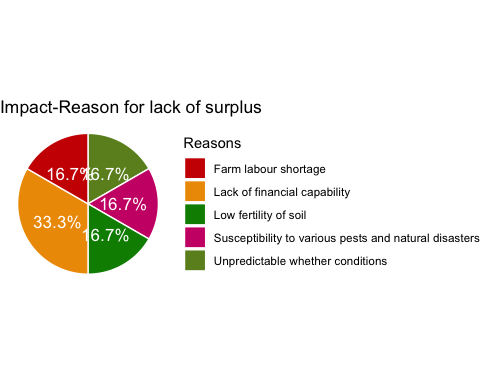 Impact-Reason for lack of surplus
Reasons
Farm labour shortage
Lack of financial capability
Low fertility of soil
Susceptibility to various pests and natural disasters
Unpredictable whether conditions
16.7%
16.7%
16.7%
33.3%
16.7%